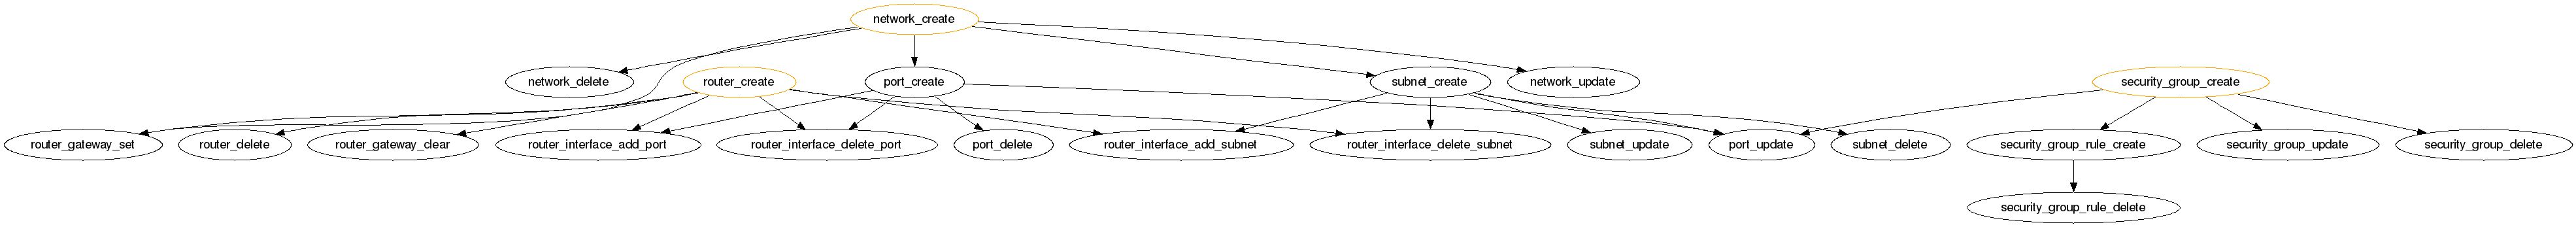 network_create
network_delete
router_create
port_create
subnet_create
network_update
security_group_create
router_gateway_set
router_delete
router_gateway_clear
router_interface_add_port
router_interface_delete_port
port_delete
router_interface_add_subnet
router_interface_delete_subnet
subnet_update
port_update
subnet_delete
security_group_rule_create
security_group_update
security_group_delete
security_group_rule_delete